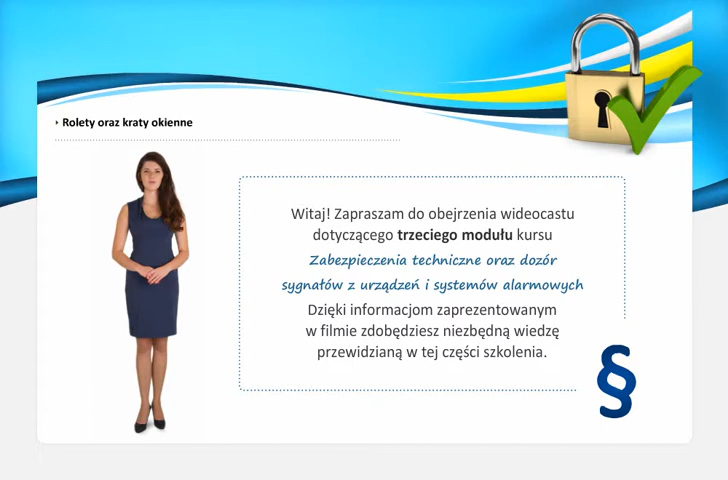 Rolety oraz kraty okienne
Witaj! Zapraszam do obejrzenia wideocastu
dotyczącego trzeciego modułu kursu
Zabezpieczenia techniczne oraz dozór
sygnałów z urządzeń i systemów alarmowych
Dzięki informacjom zaprezentowanym
w filmie zdobędziesz niezbędną wiedzę
przewidzianą w tej części szkolenia.
§